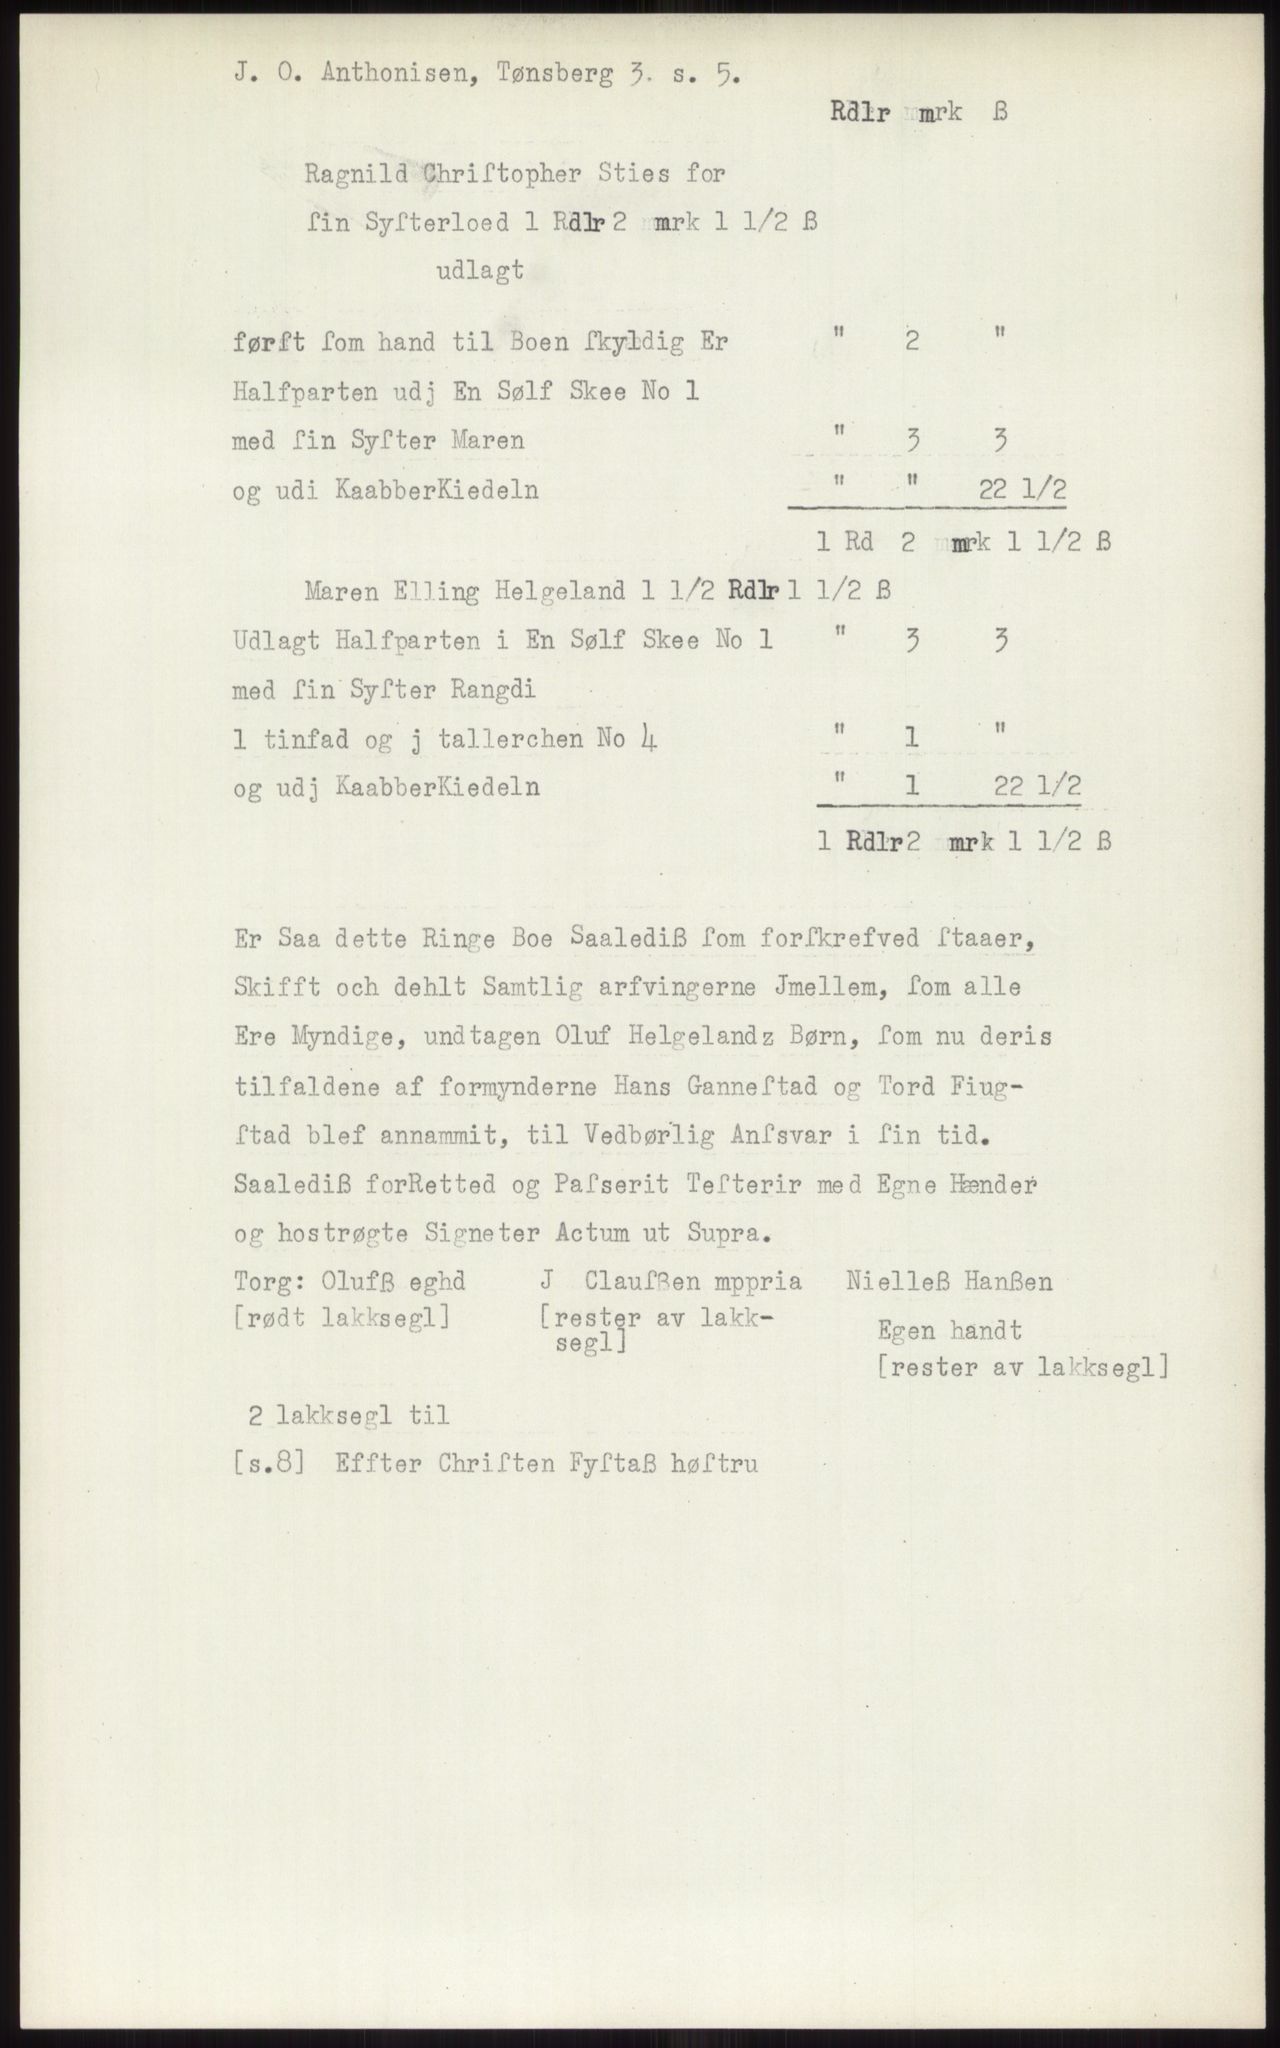 J. O. Anthonisen, Tønsberg 3. s. 5.
Rdlr mrk ß
Ragnild Chriſtopher Sties for
ſin Syſterloed 1 Rdlr 2 mrk 1 1/2 ß
udlagt
førſt ſom hand til Boen ſkyldig Er " 2 "
Halfparten udj En Sølf Skee No 1
med ſin Syſter Maren " 3 3
og udi KaabberKiedeln " " 22 1/2
1 Rd 2 mrk 1 1/2 ß
Maren Elling Helgeland 1 1/2 Rdlr 1 1/2 ß
Udlagt Halfparten i En Sølf Skee No 1 " 3 3
med ſin Syſter Rangdi
1 tinfad og j tallerchen No 4 " 1 "
og udj KaabberKiedeln " 1 22 1/2
1 Rdlr 2 mrk 1 1/2 ß
Er Saa dette Ringe Boe Saalediß ſom forſkrefved ſtaaer,
Skifft och dehlt Samtlig arfvingerne Jmellem, ſom alle
Ere Myndige, undtagen Oluf Helgelandz Børn, ſom nu deris
tilfaldene af formynderne Hans Ganneſtad og Tord Fiug-
ſtad blef annammit, til Vedbørlig Anſsvar i ſin tid.
Saalediß forRetted og Paſserit Teſterir med Egne Hænder
og hostrøgte Signeter Actum ut Supra.
Torg: Olufß eghd J Clauſßen mppria Nielleß Hanßen
[rødt lakksegl] [rester av lakk-
segl]
Egen handt
[rester av lakksegl]
2 lakksegl til
[s.8] Effter Chriſten Fyſtaß høſtru